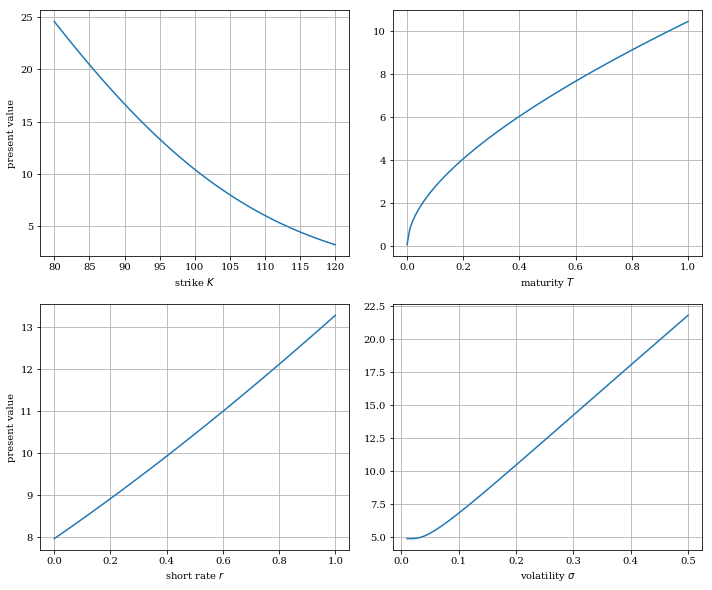 25
20
15
10
5
present value
80 85 90 95 100 105 110 115 120
strike K
10
8
6
4
2
0
0.0 0.2 0.4 0.6 0.8 1.0
maturity T
13
12
11
10
9
8
present value
0.0 0.2 0.4 0.6 0.8 1.0
short rate r
22.5
20.0
17.5
15.0
12.5
10.0
7.5
5.0
0.0 0.1 0.2 0.3 0.4 0.5
volatility σ